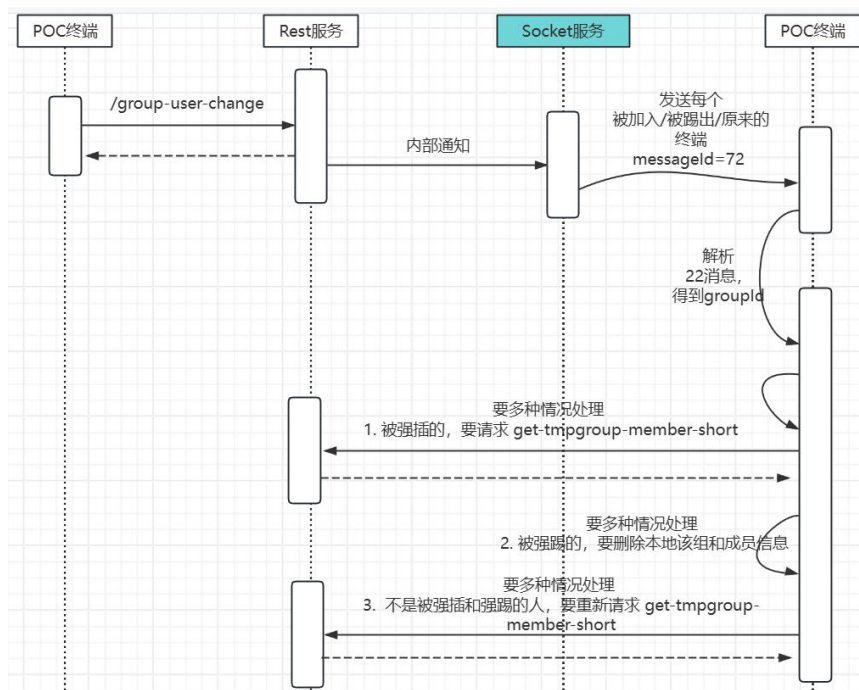 POC终端
Rest服务
Socket服务
POC终端
/group-user-change
内部通知
发送每个
被加入/被踢出/原来的
终端
messageId=72
解析
22消息，
得到groupId
要多种情况处理
1. 被强插的，要请求 get-tmpgroup-member-short
要多种情况处理
2. 被强踢的，要删除本地该组和成员信息
要多种情况处理
3. 不是被强插和强踢的人，要重新请求 get-tmpgroup-
member-short